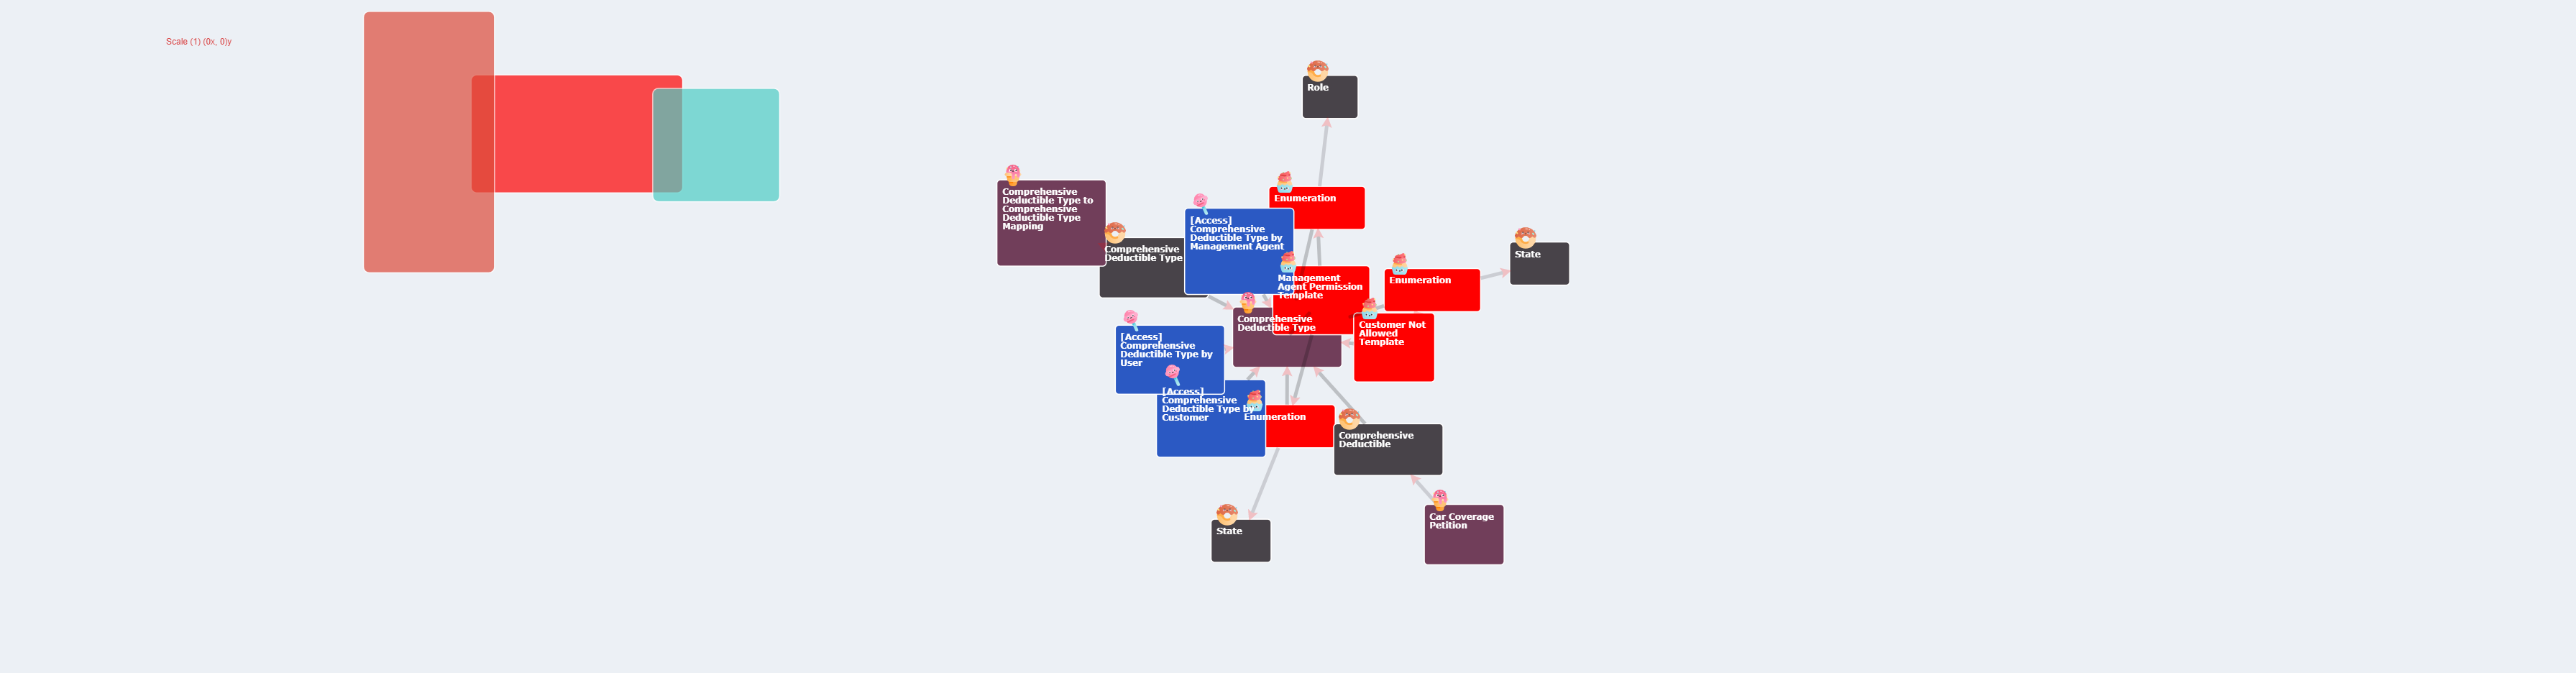 Scale (1) (0x, 0)y
Role
Comprehensive
Deductible Type to
Comprehensive
Deductible Type
Mapping
Enumeration
[Access]
Comprehensive
Deductible Type by
Management Agent
Comprehensive
Deductible Type
State
Management
Agent Permission
Template
Enumeration
Comprehensive
Deductible Type
Customer Not
Allowed
Template
[Access]
Comprehensive
Deductible Type by
User
[Access]
Comprehensive
Deductible Type by
Customer
Enumeration
Comprehensive
Deductible
Car Coverage
Petition
State